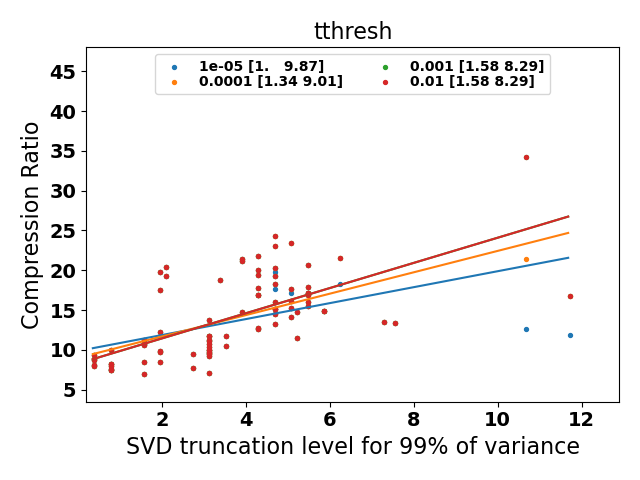 tthresh
1e-05 [1.   9.87]
0.0001 [1.34 9.01]
0.001 [1.58 8.29]
0.01 [1.58 8.29]
Compression Ratio
45
40
35
30
25
20
15
10
5
2 4 6 8 10 12
SVD truncation level for 99% of variance